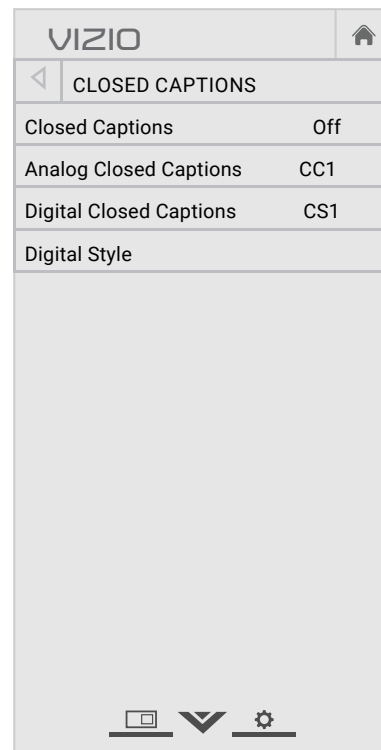 VIZIO
CLOSED CAPTIONS
Closed Captions Off
Analog Closed Captions CC1
Digital Closed Captions CS1
Digital Style